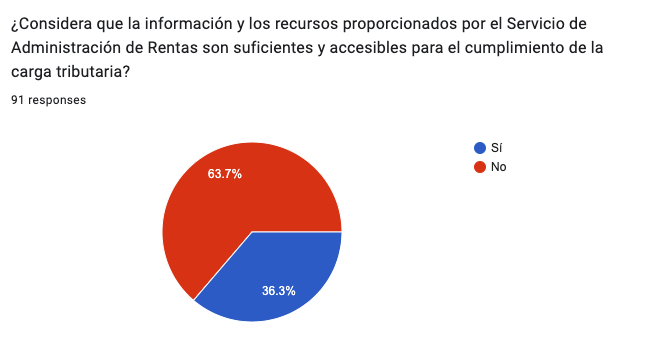 ¿Considera que la información y los recursos proporcionados por el Servicio de
Administración de Rentas son suficientes y accesibles para el cumplimiento de la
carga tributaria?
91 responses
Sí
No
63.7%
36.3%